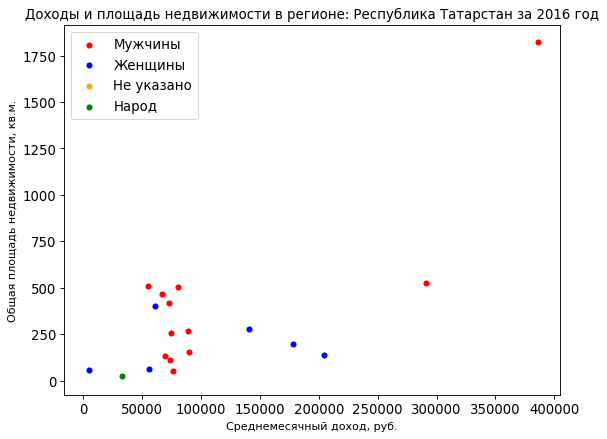 Доходы и площадь недвижимости в регионе: Республика Татарстан за 2016 год
Мужчины
Женщины
Не указано
Народ
1750
1500
1250
1000
750
500
250
0
Общая площадь недвижимости, кв.м.
0 50000 100000 150000 200000 250000 300000 350000 400000
Среднемесячный доход, руб.